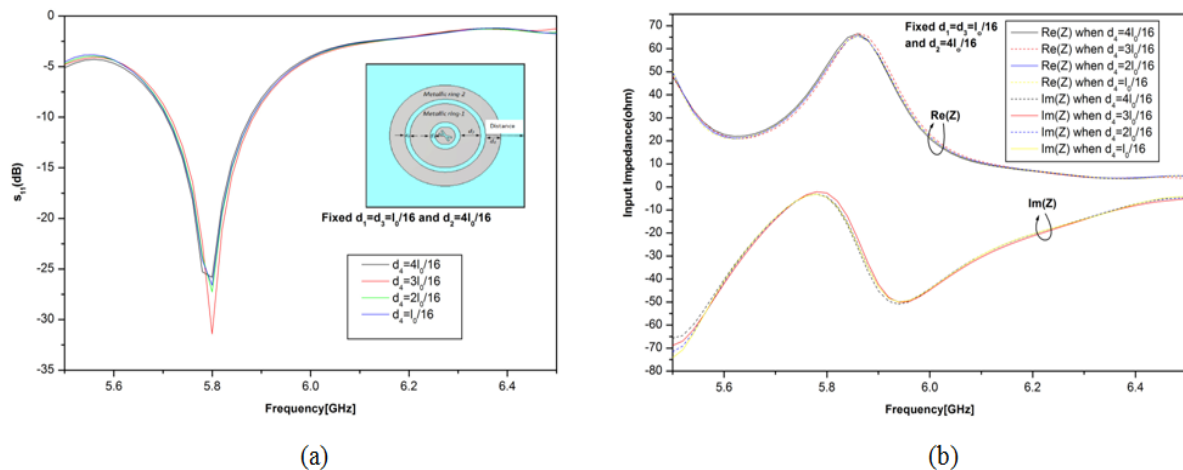 0
-5
-10
-15
-20
-25
-30
-35
s11(dB)
5.6
5.8
6.0
6.2
6.4
Frequency[GHz]
Metallic ring-2
Metallic ring-1
Distance
Fixed d1=d3=l0/16 and d2=4l0/16
d4=4l0/16
d4=3l0/16
d4=2l0/16
d4=l0/16
(a)
75
70
60
50
40
30
20
10
0
-10
-20
-30
-40
-50
-60
-70
-80
Input Impedance(ohm)
5.6
5.8
6.0
6.2
6.4
Frequency[GHz]
Fixed d1=d3=l0/16
and d2=4l0/16
Re(Z) when d4=4l0/16
Re(Z) when d4=3l0/16
Re(Z) when d4=2l0/16
Re(Z) when d4=l0/16
Im(Z) when d4=4l0/16
Im(Z) when d4=3l0/16
Im(Z) when d4=2l0/16
Im(Z) when d4=l0/16
Re(Z)
Im(Z)
(b)